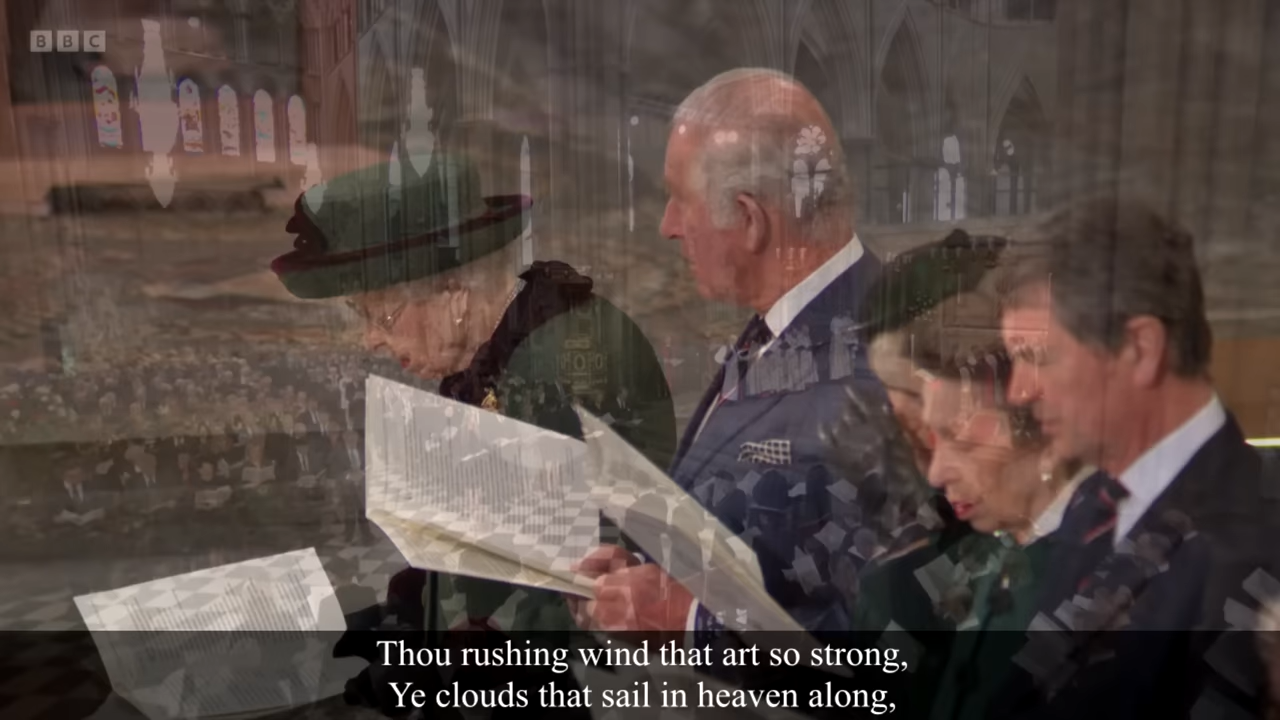 BBC
Thou rushing wind that art so strong,
Ye clouds that sail in heaven along,